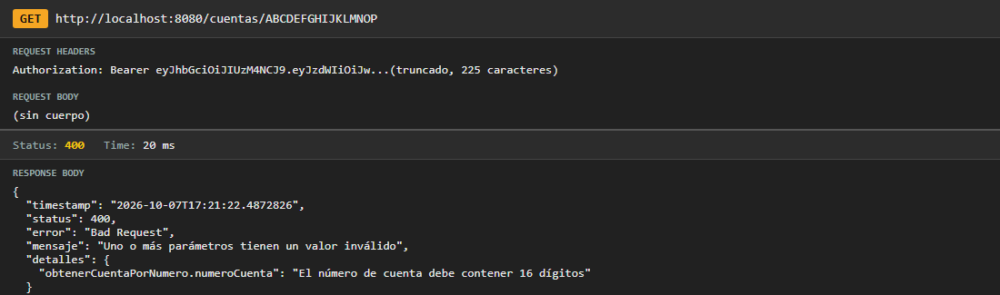 GET http://localhost:8080/cuentas/ABCDEFGHIJKLMNOP
REQUEST HEADERS
Authorization: Bearer eyJhbGciOiJIUzM4NCJ9.eyJzdWIiOiJw...(truncado, 225 caracteres)
REQUEST BODY
(sin cuerpo)
Status: 400 Time: 20 ms
RESPONSE BODY
{
"timestamp": "2026-10-07T17:21:22.4872826",
"status": 400,
"error": "Bad Request",
"mensaje": "Uno o más parámetros tienen un valor inválido",
"detalles": {
"obtenerCuentaPorNumero.numeroCuenta": "El número de cuenta debe contener 16 dígitos"
}